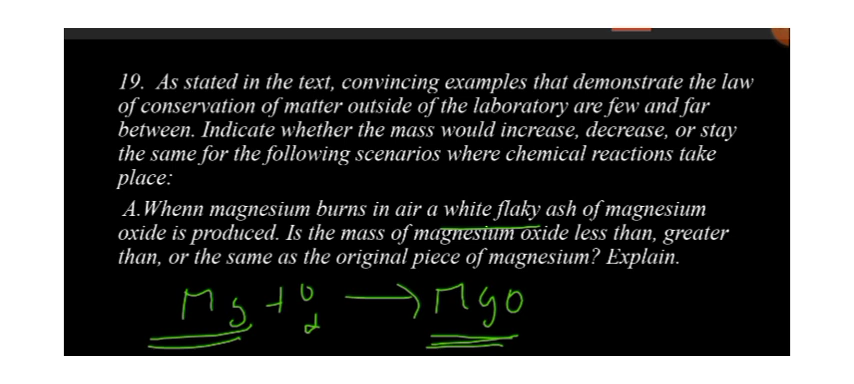 19. As stated in the text, convincing examples that demonstrate the law
of conservation of matter outside of the laboratory are few and far
between. Indicate whether the mass would increase, decrease, or stay
the same for the following scenarios where chemical reactions take
place:
A.Whenn magnesium burns in air a white flaky ash of magnesium
oxide is produced. Is the mass of magnesium oxide less than, greater
than, or the same as the original piece of magnesium? Explain.
Mg + O2 → MgO